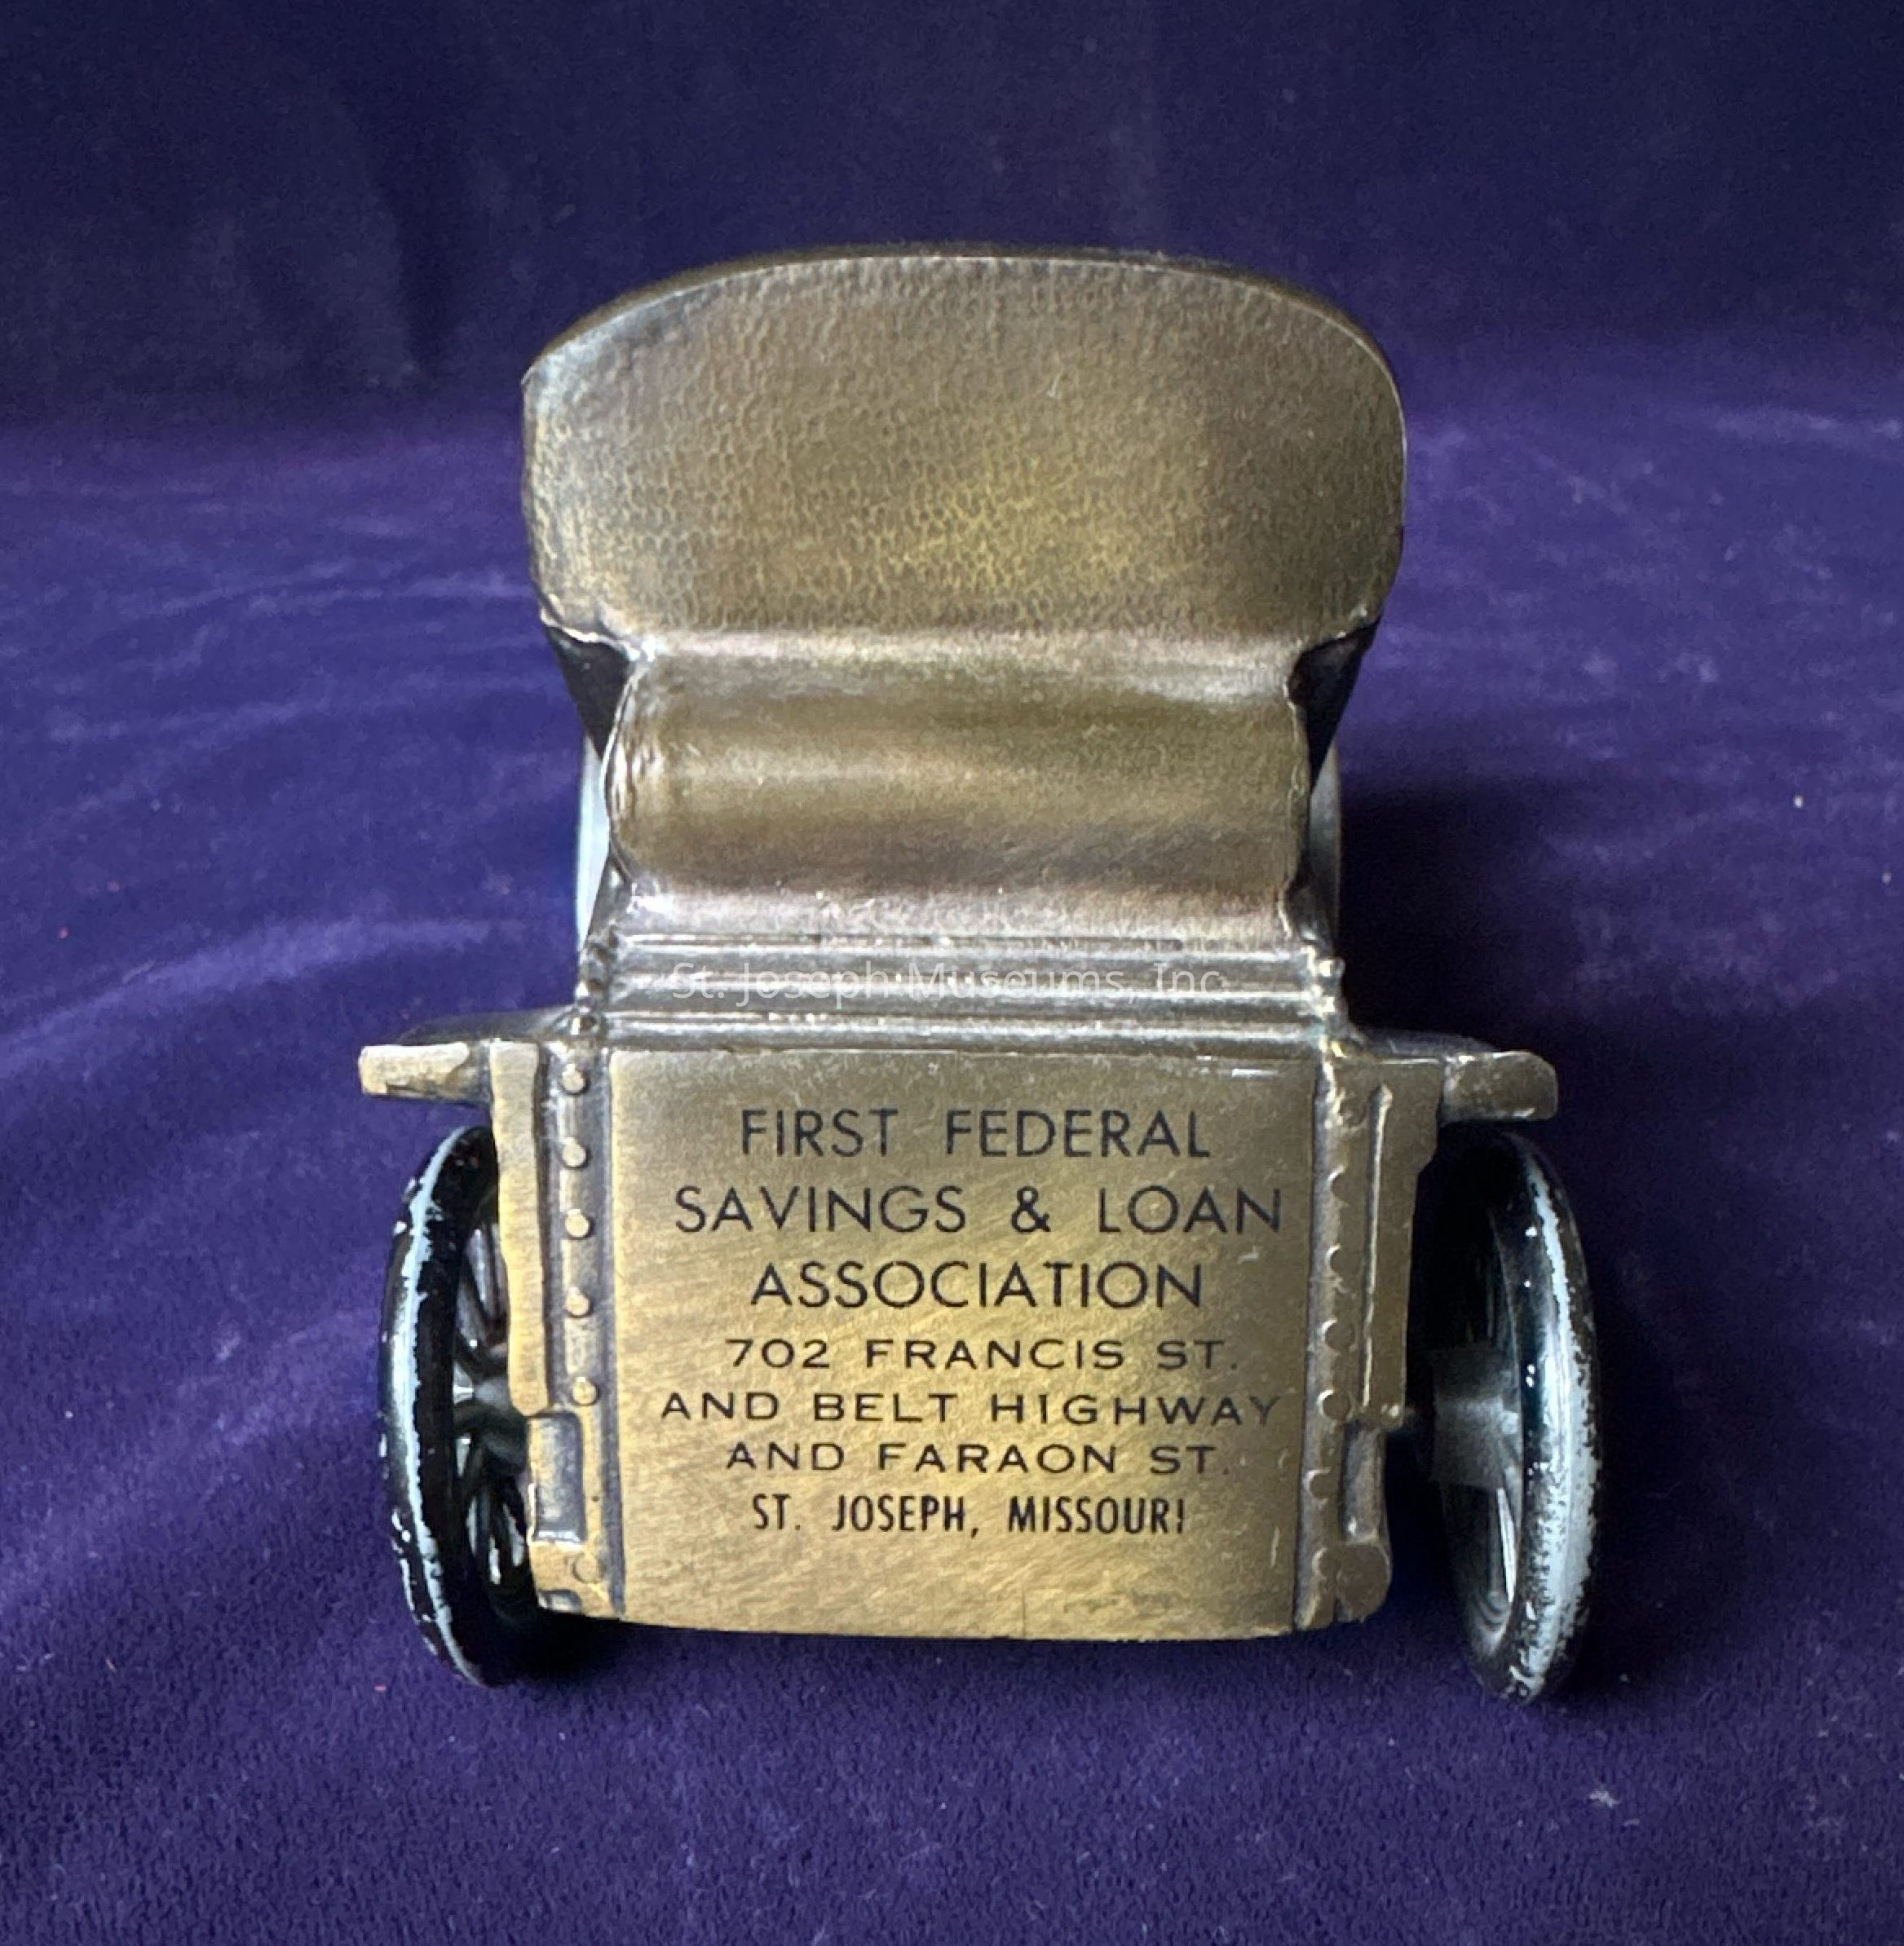 St. Joseph Museums, Inc.
FIRST FEDERAL
SAVINGS & LOAN
ASSOCIATION
702 FRANCIS ST.
AND BELT HIGHWAY
AND FARAON ST.
ST. JOSEPH, MISSOURI